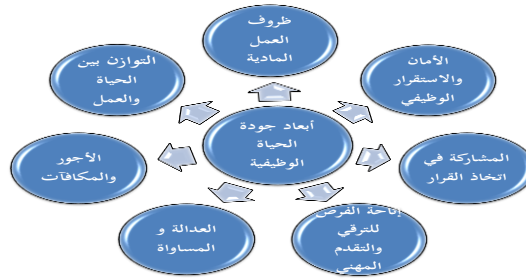 ظروف
العمل
المادية
الأمان
والاستقرار
الوظيفي
المشاركة في
اتخاذ القرار
إتاحة الفرص
للترقي
والتقدم
المهني
العدالة و
المساواة
الأجور
والمكافآت
التوازن بين
الحياة
والعمل
أبعاد جودة
الحياة
الوظيفية